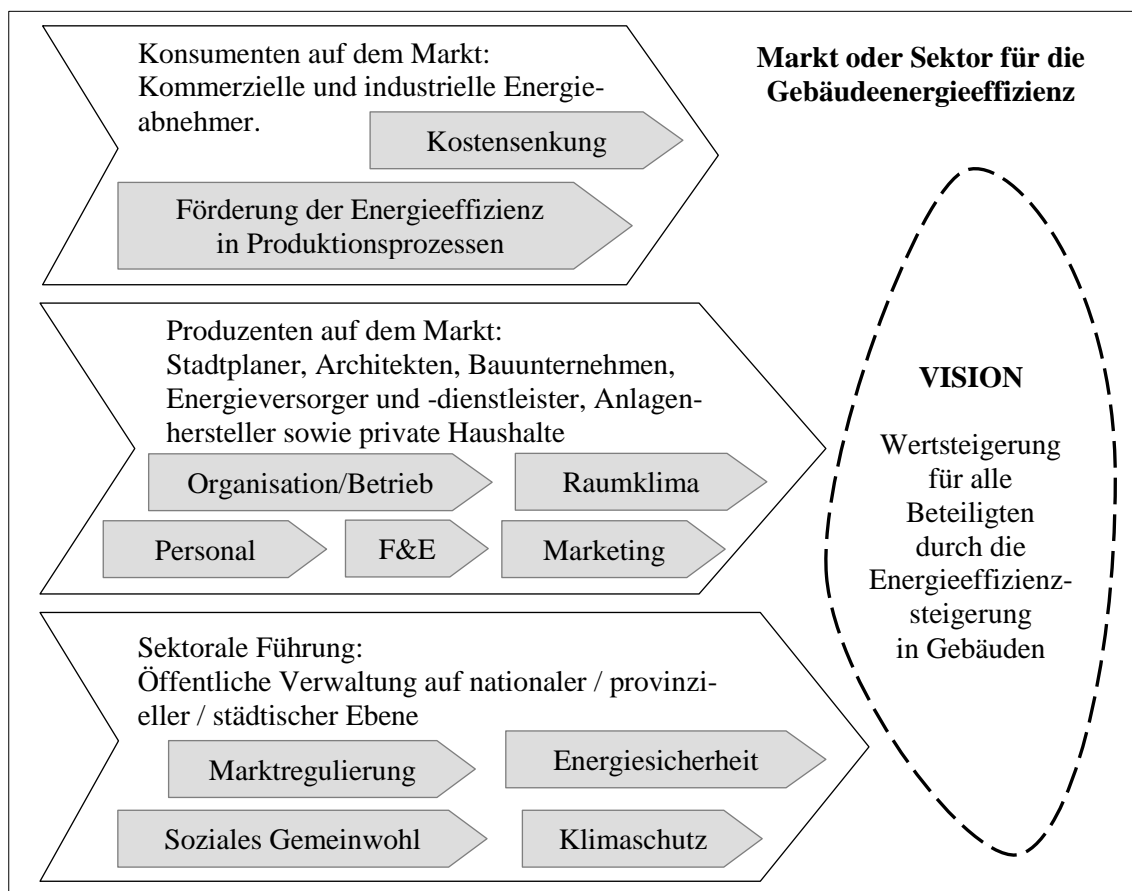 Konsumenten auf dem Markt:
Kommerzielle und industrielle Energie-
abnehmer.
Kostensenkung
Förderung der Energieeffizienz
in Produktionsprozessen
Markt oder Sektor für die
Gebäudeenergieeffizienz
Produzenten auf dem Markt:
Stadtplaner, Architekten, Bauunternehmen,
Energieversorger und -dienstleister, Anlagen-
hersteller sowie private Haushalte
Organisation/Betrieb
Raumklima
Personal
F&E
Marketing
VISION
Wertsteigerung
für alle
Beteiligten
durch die
Energieeffizienz-
steigerung
in Gebäuden
Sektorale Führung:
Öffentliche Verwaltung auf nationaler / provinzi-
eller / städtischer Ebene
Marktregulierung
Energiesicherheit
Soziales Gemeinwohl
Klimaschutz